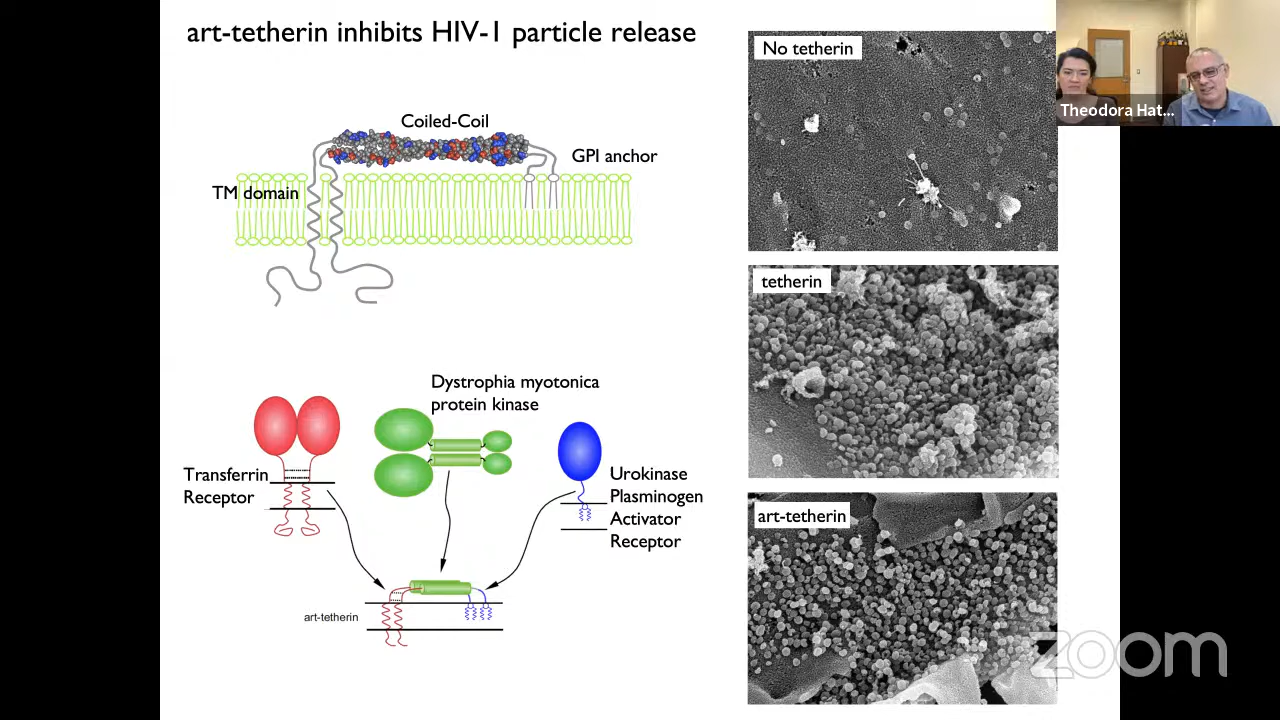 art-tetherin inhibits HIV-1 particle release
Coiled-Coil
GPI anchor
TM domain
Dystrophia myotonica
protein kinase
Transferrin
Receptor
Urokinase
Plasminogen
Activator
Receptor
art-tetherin
No tetherin
tetherin
art-tetherin
Theodora Hat...
zoom